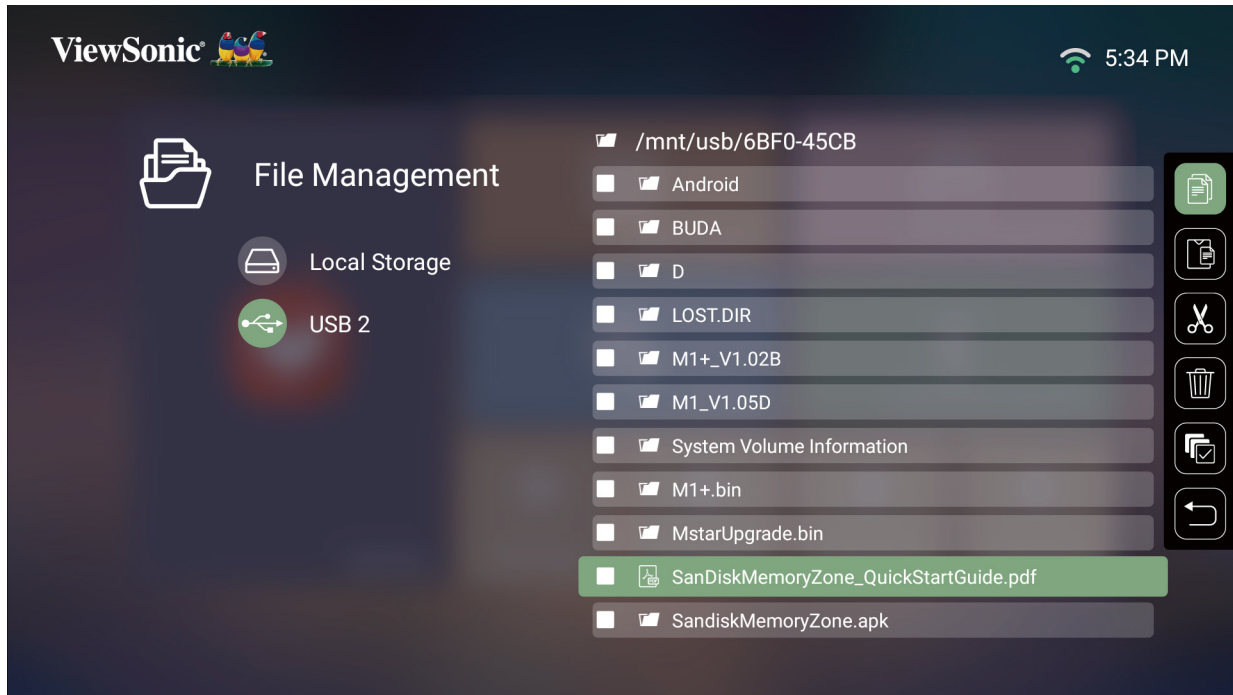 ViewSonic®
5:34 PM
File Management
Local Storage
USB 2
/mnt/usb/6BF0-45CB
Android
BUDA
D
LOST.DIR
M1+_V1.02B
M1_V1.05D
System Volume Information
M1+.bin
MstarUpgrade.bin
SanDiskMemoryZone_QuickStartGuide.pdf
SandiskMemoryZone.apk